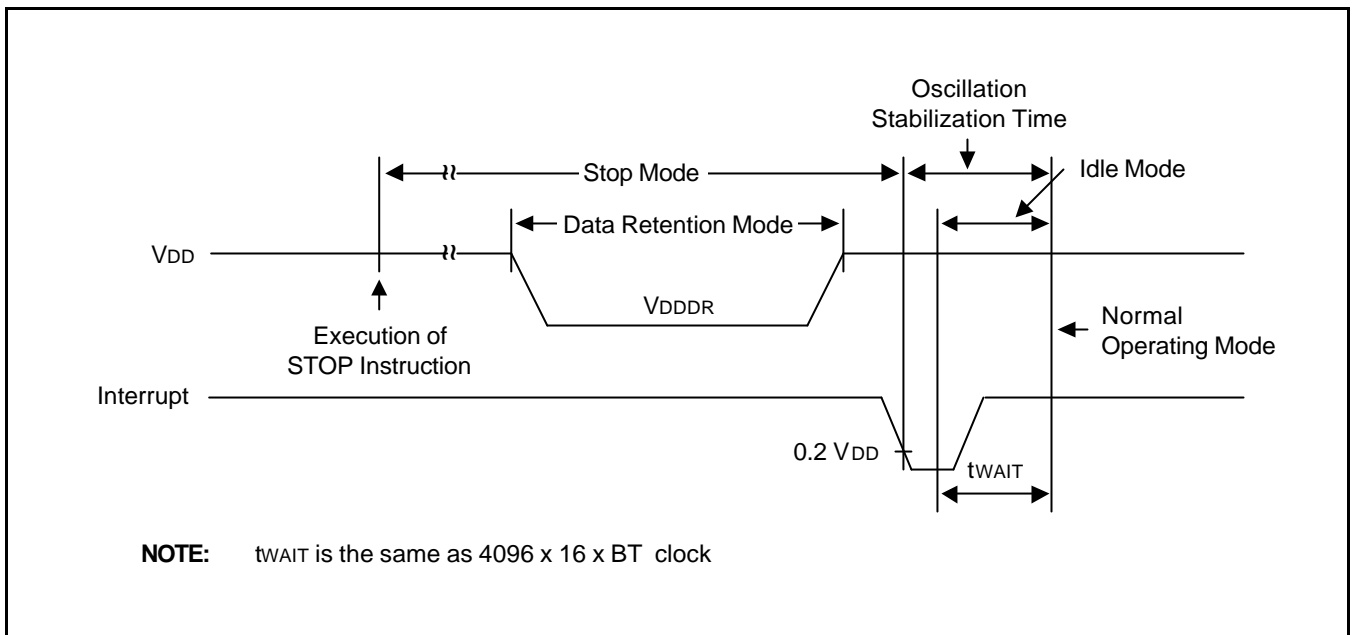 Oscillation
Stabilization Time
Idle Mode
Stop Mode
Data Retention Mode
VDD
VDDDR
Execution of
STOP Instruction
Normal
Operating Mode
Interrupt
0.2 VDD
tWAIT
NOTE: tWAIT is the same as 4096 x 16 x BT clock